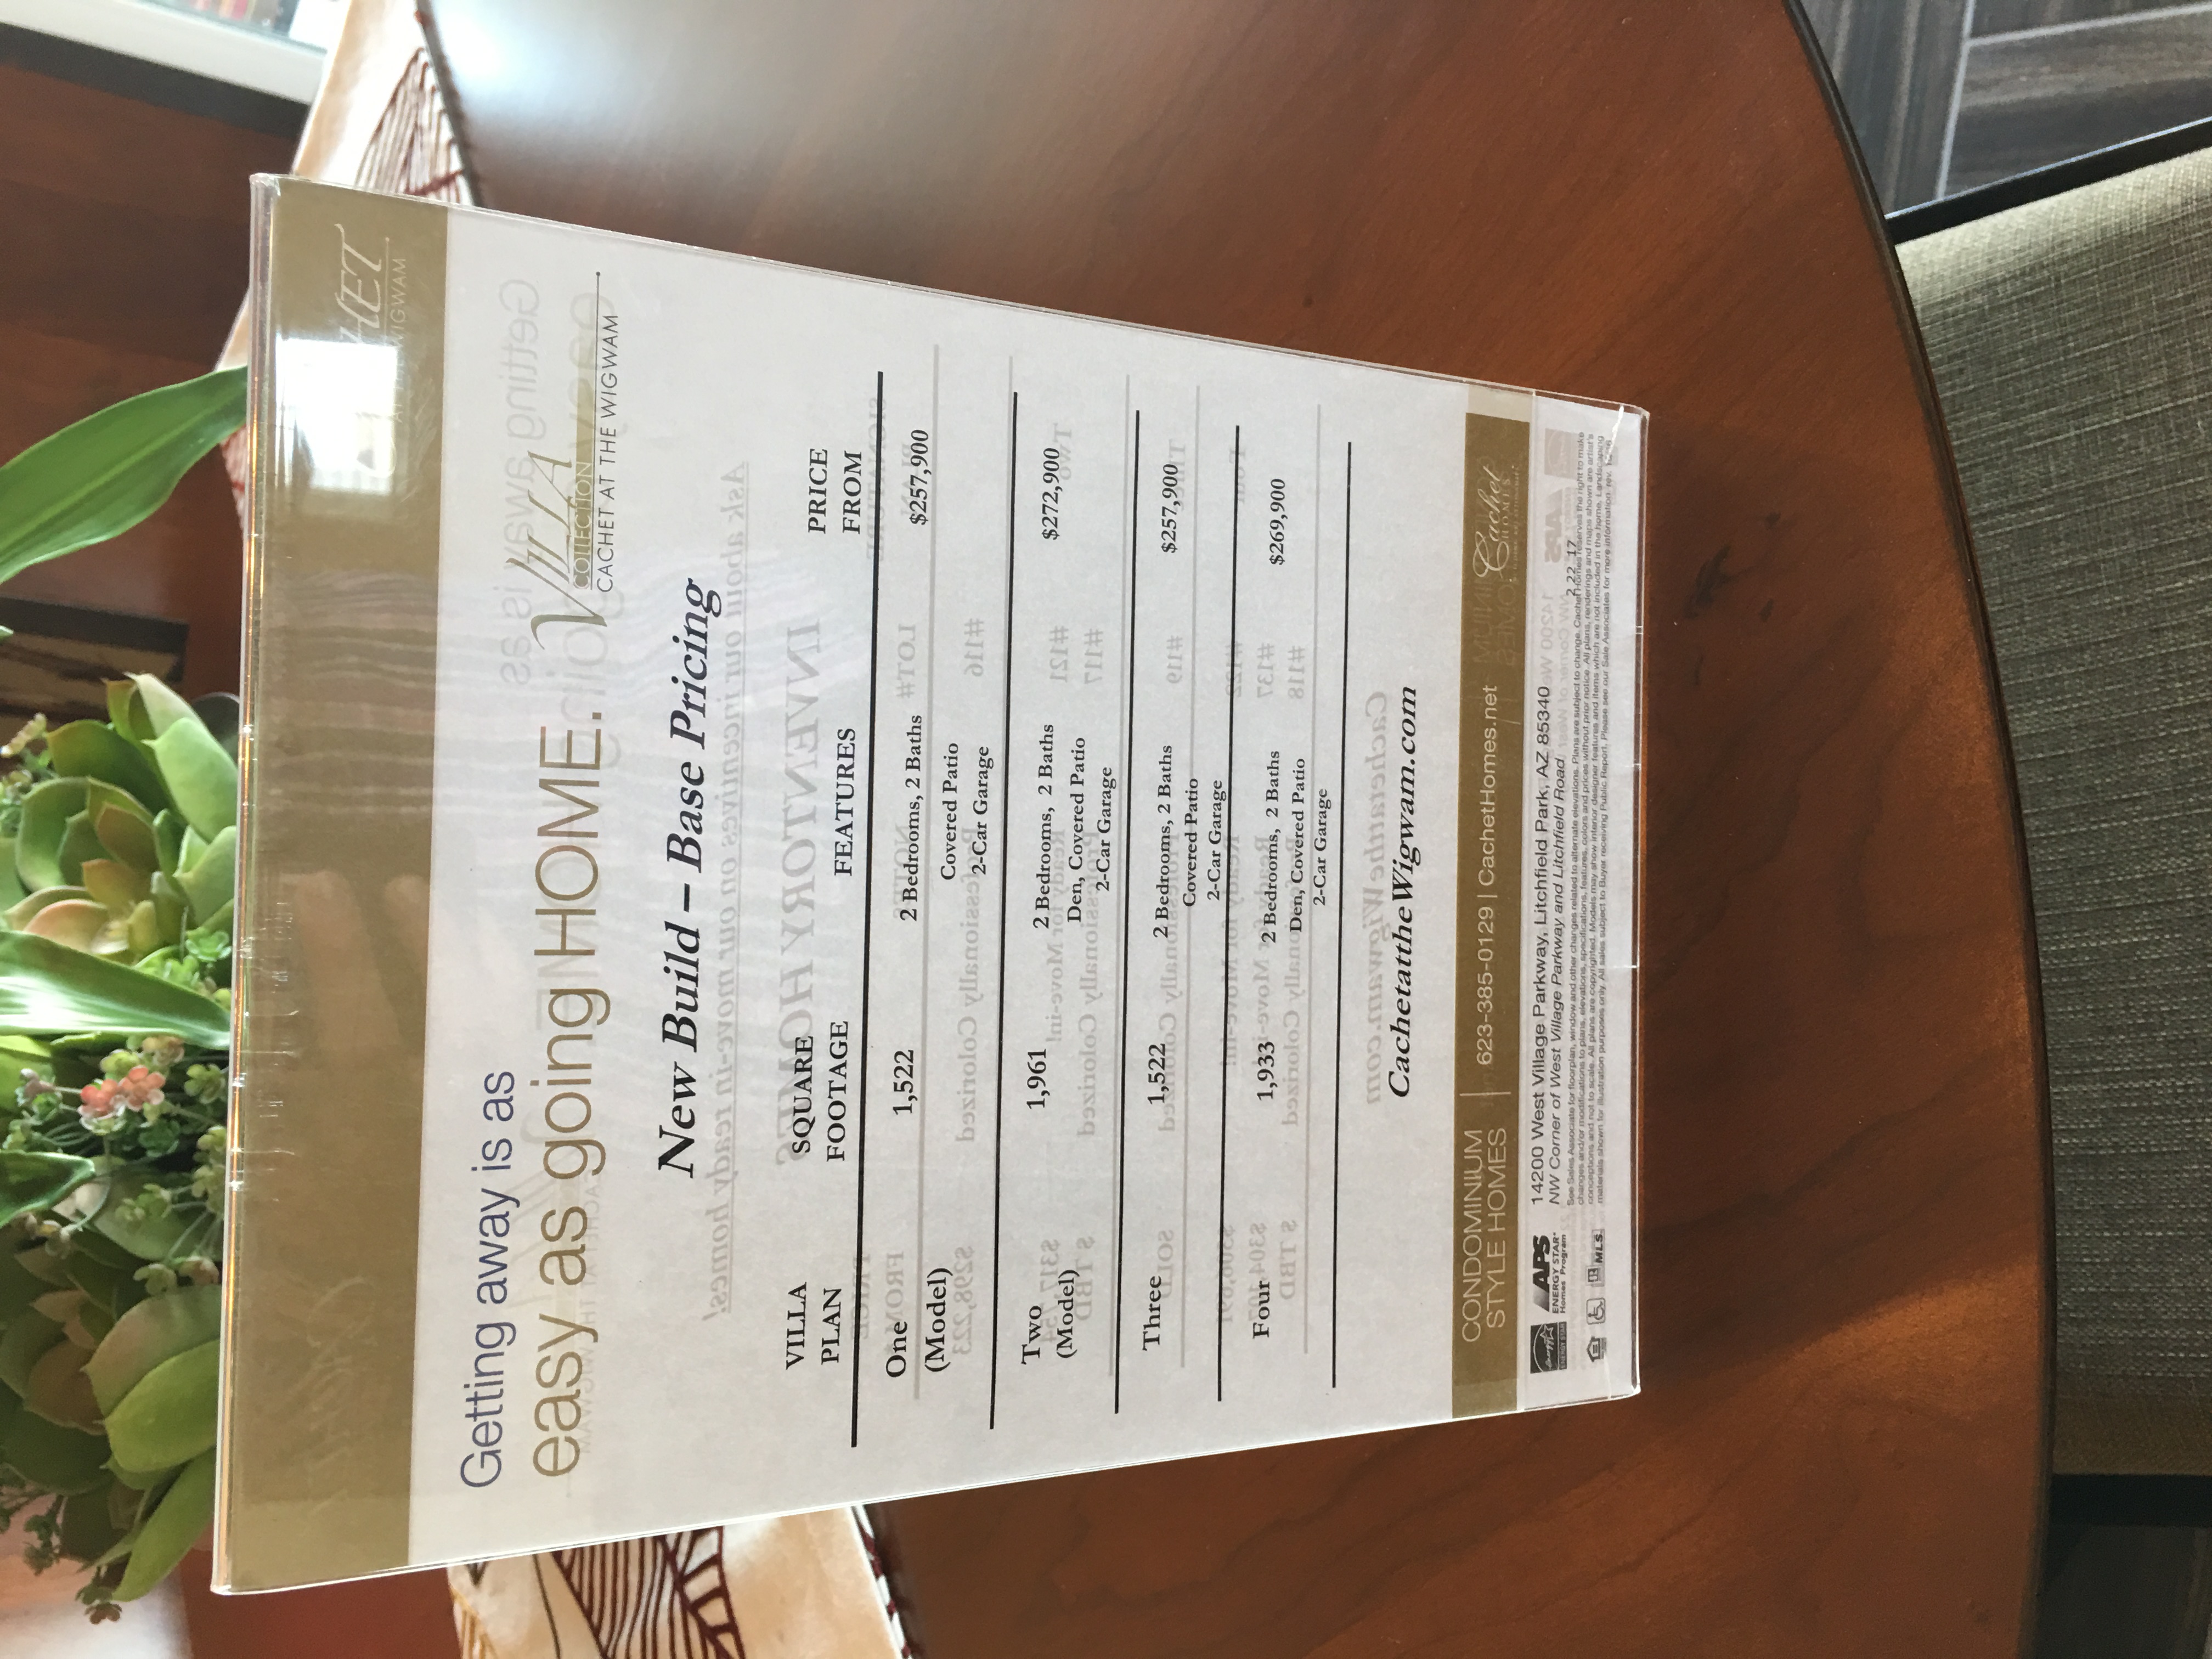 CACHET
AT THE WIGWAM
Getting away is as
easy as going HOME.
VILLA
COLLECTION
CACHET AT THE WIGWAM
New Build – Base Pricing
VILLA PLAN SQUARE FOOTAGE FEATURES PRICE FROM
One 1,522 2 Bedrooms, 2 Baths $257,900
(Model) Covered Patio
2-Car Garage
Two 1,961 2 Bedrooms, 2 Baths $272,900
(Model) Den, Covered Patio
2-Car Garage
Three 1,522 2 Bedrooms, 2 Baths $257,900
Covered Patio
2-Car Garage
Four 1,933 2 Bedrooms, 2 Baths $269,900
Den, Covered Patio
2-Car Garage
CachetattheWigwam.com
CONDOMINIUM
STYLE HOMES
623-385-0129 | CachetHomes.net
Cachet
HOMES
ENERGY STAR
APS
ENERGY STAR®
Homes Program
MLS
14200 West Village Parkway, Litchfield Park, AZ 85340
NW Corner of West Village Parkway and Litchfield Road
2 22 17
See Sales Associate for floorplan, window and other changes related to alternate elevations. Plans are subject to change. Cachet Homes reserves the right to make
changes and/or modifications to plans, elevations, specifications, features, colors and prices without prior notice. All plans, renderings and maps shown are artist's
conceptions and not to scale. All plans are copyrighted. Models may show interior designer features and items which are not included in the home. Landscaping
materials shown for illustration purposes only. All sales subject to Buyer receiving Public Report. Please see our Sale Associates for more information. rev.